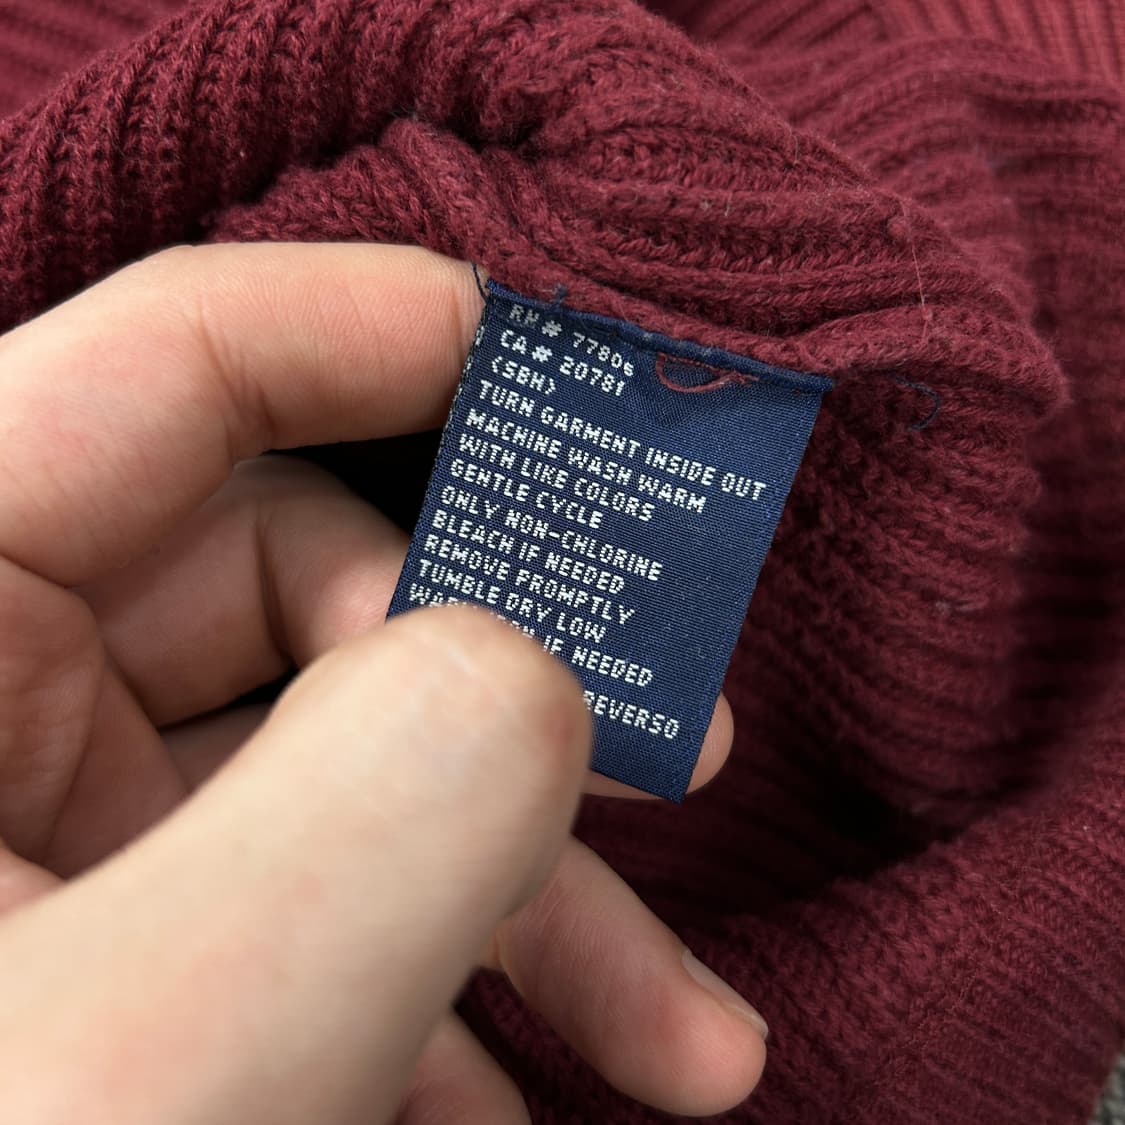 RN # 77806
CA # 20781
(SBH)
TURN GARMENT INSIDE OUT
MACHINE WASH WARM
WITH LIKE COLORS
GENTLE CYCLE
ONLY NON-CHLORINE
BLEACH IF NEEDED
REMOVE PROMPTLY
TUMBLE DRY LOW
IF NEEDED
REVERSO